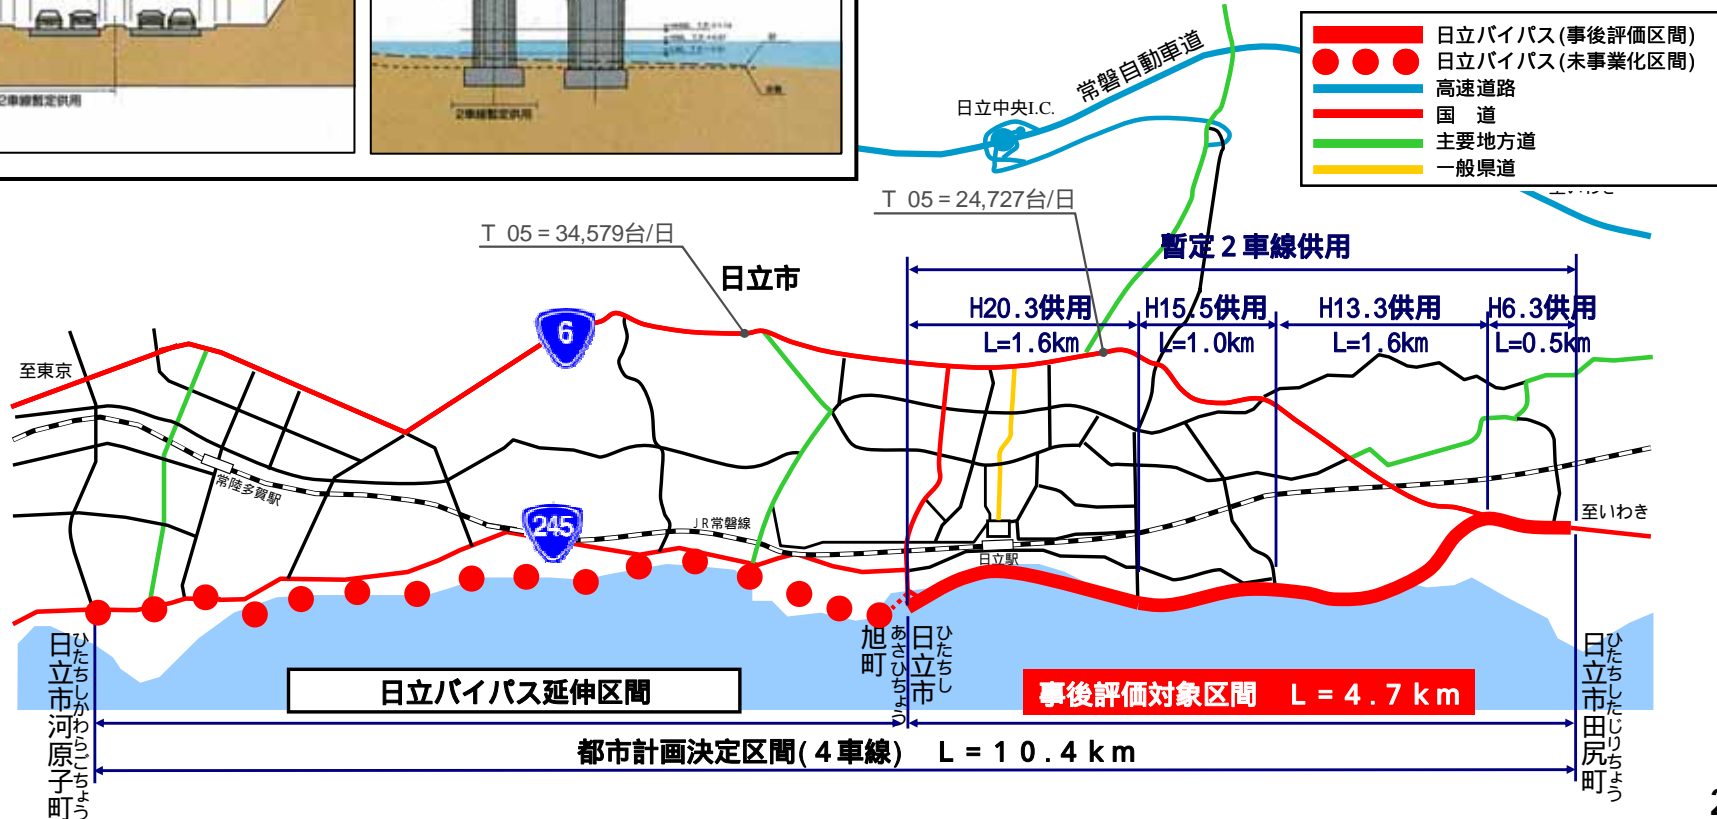 2車線暫定供用
2車線暫定供用
日立バイパス(事後評価区間)
日立バイパス(未事業化区間)
高速道路
国　道
主要地方道
一般県道
常磐自動車道
日立中央I.C.
T 05 = 24,727台/日
T 05 = 34,579台/日
日立市
暫定２車線供用
H20.3供用
L=1.6km
H15.5供用
L=1.0km
H13.3供用
L=1.6km
H6.3供用
L=0.5km
6
至東京
常陸多賀駅
245
JR常磐線
日立駅
至いわき
日立市河原子町
ひたちしかわらごちょう
旭町
あさひちょう
日立市
ひたちし
日立市田尻町
ひたちしたじりちょう
日立バイパス延伸区間
事後評価対象区間　L = 4.7 k m
都市計画決定区間(４車線)　L = 1 0.4 k m